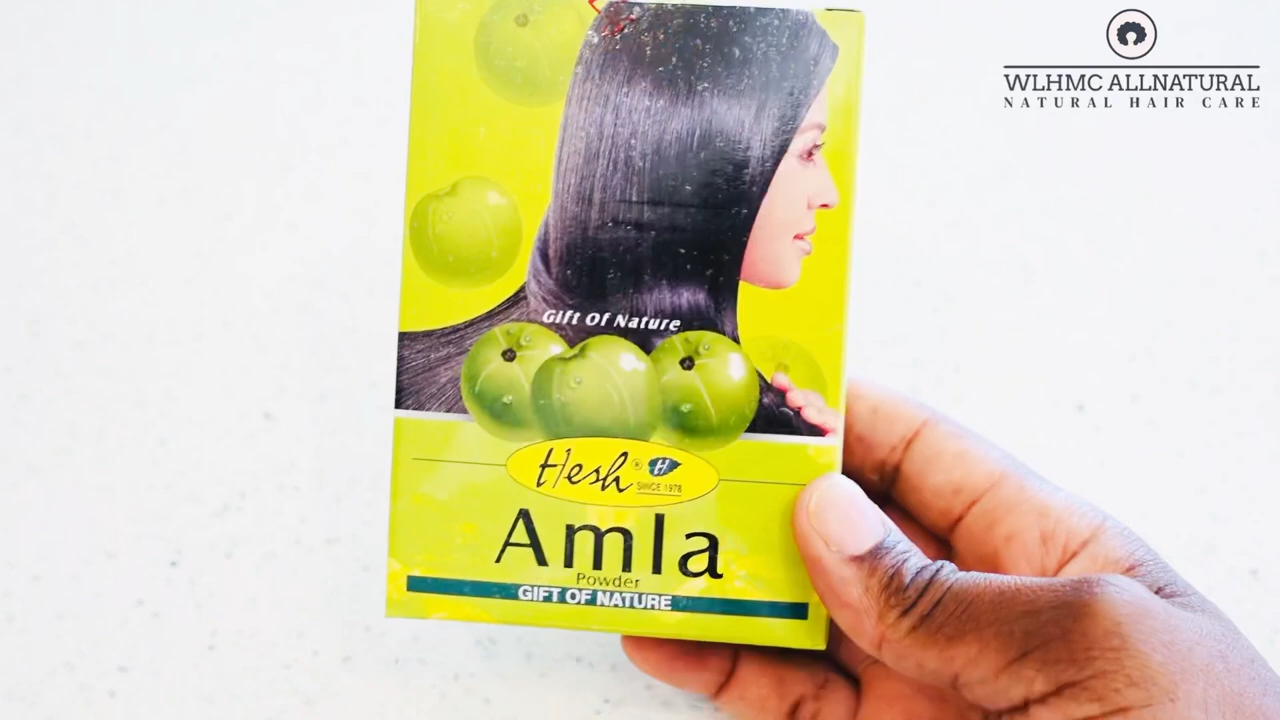 WLHMC ALLNATURAL
NATURAL HAIR CARE
Gift Of Nature
Hesh® H
SINCE 1978
Amla
Powder
GIFT OF NATURE